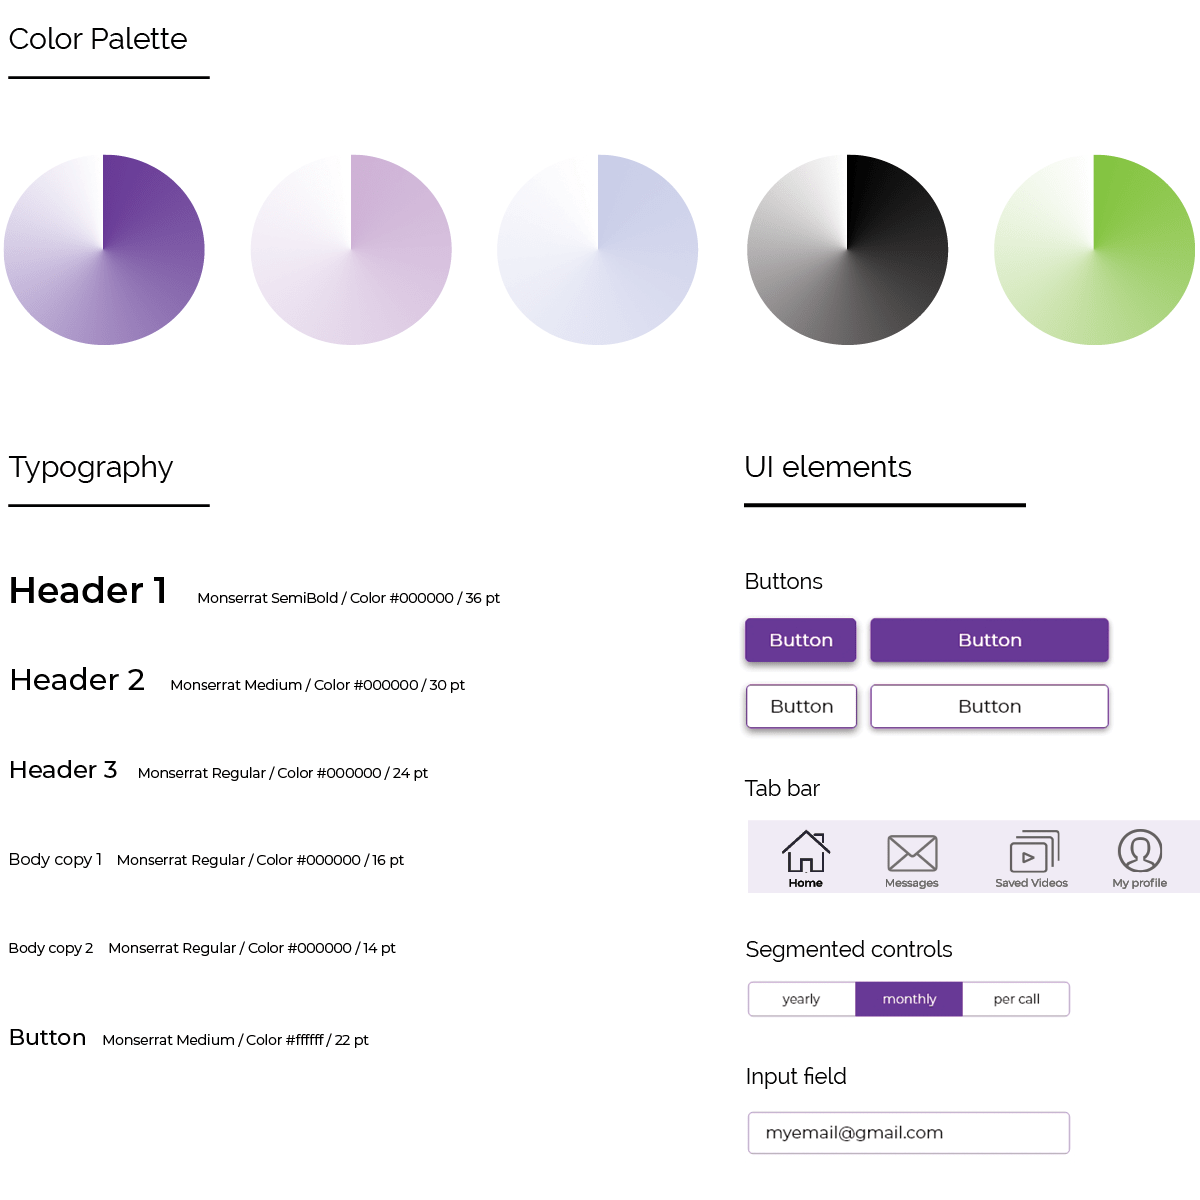 Color Palette
Typography
Header 1 Monserrat SemiBold / Color #000000 / 36 pt
Header 2 Monserrat Medium / Color #000000 / 30 pt
Header 3 Monserrat Regular / Color #000000 / 24 pt
Body copy 1 Monserrat Regular / Color #000000 / 16 pt
Body copy 2 Monserrat Regular / Color #000000 / 14 pt
Button Monserrat Medium / Color #ffffff / 22 pt
UI elements
Buttons
Button Button
Button Button
Tab bar
Home Messages Saved Videos My profile
Segmented controls
yearly monthly per call
Input field
myemail@gmail.com